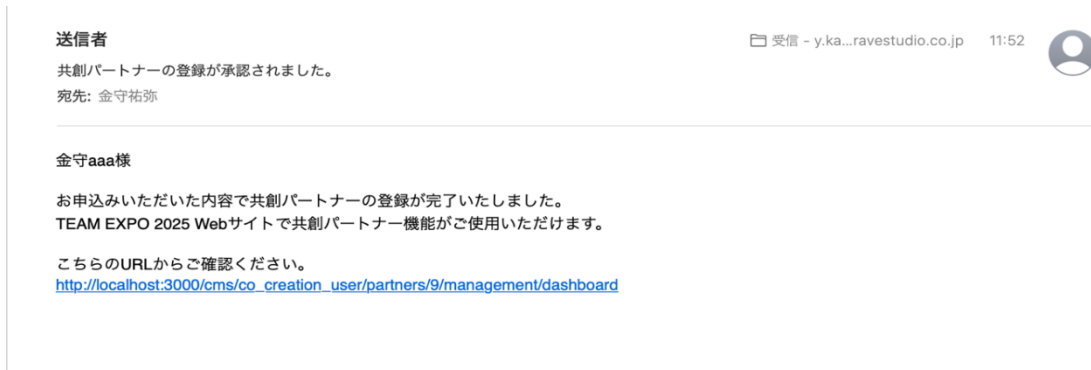 送信者
受信 - y.ka...ravestudio.co.jp 11:52
共創パートナーの登録が承認されました。
宛先: 金守祐弥
金守aaa様
お申込みいただいた内容で共創パートナーの登録が完了いたしました。
TEAM EXPO 2025 Webサイトで共創パートナー機能がご使用いただけます。
こちらのURLからご確認ください。
http://localhost:3000/cms/co_creation_user/partners/9/management/dashboard